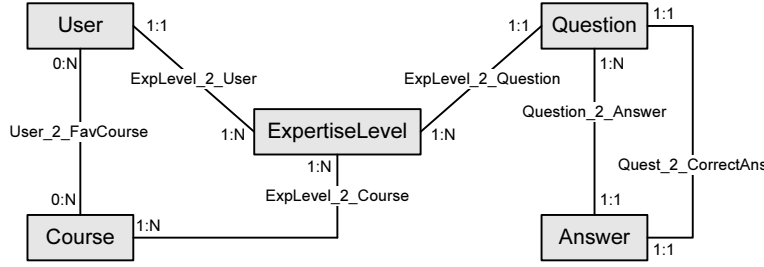 User
1:1
1:1
Question
1:1
0:N
ExpLevel_2_User
ExpLevel_2_Question
1:N
User_2_FavCourse
1:N
ExpertiseLevel
1:N
Question_2_Answer
1:N
Quest_2_CorrectAns
ExpLevel_2_Course
0:N
1:N
1:1
Course
Answer
1:1